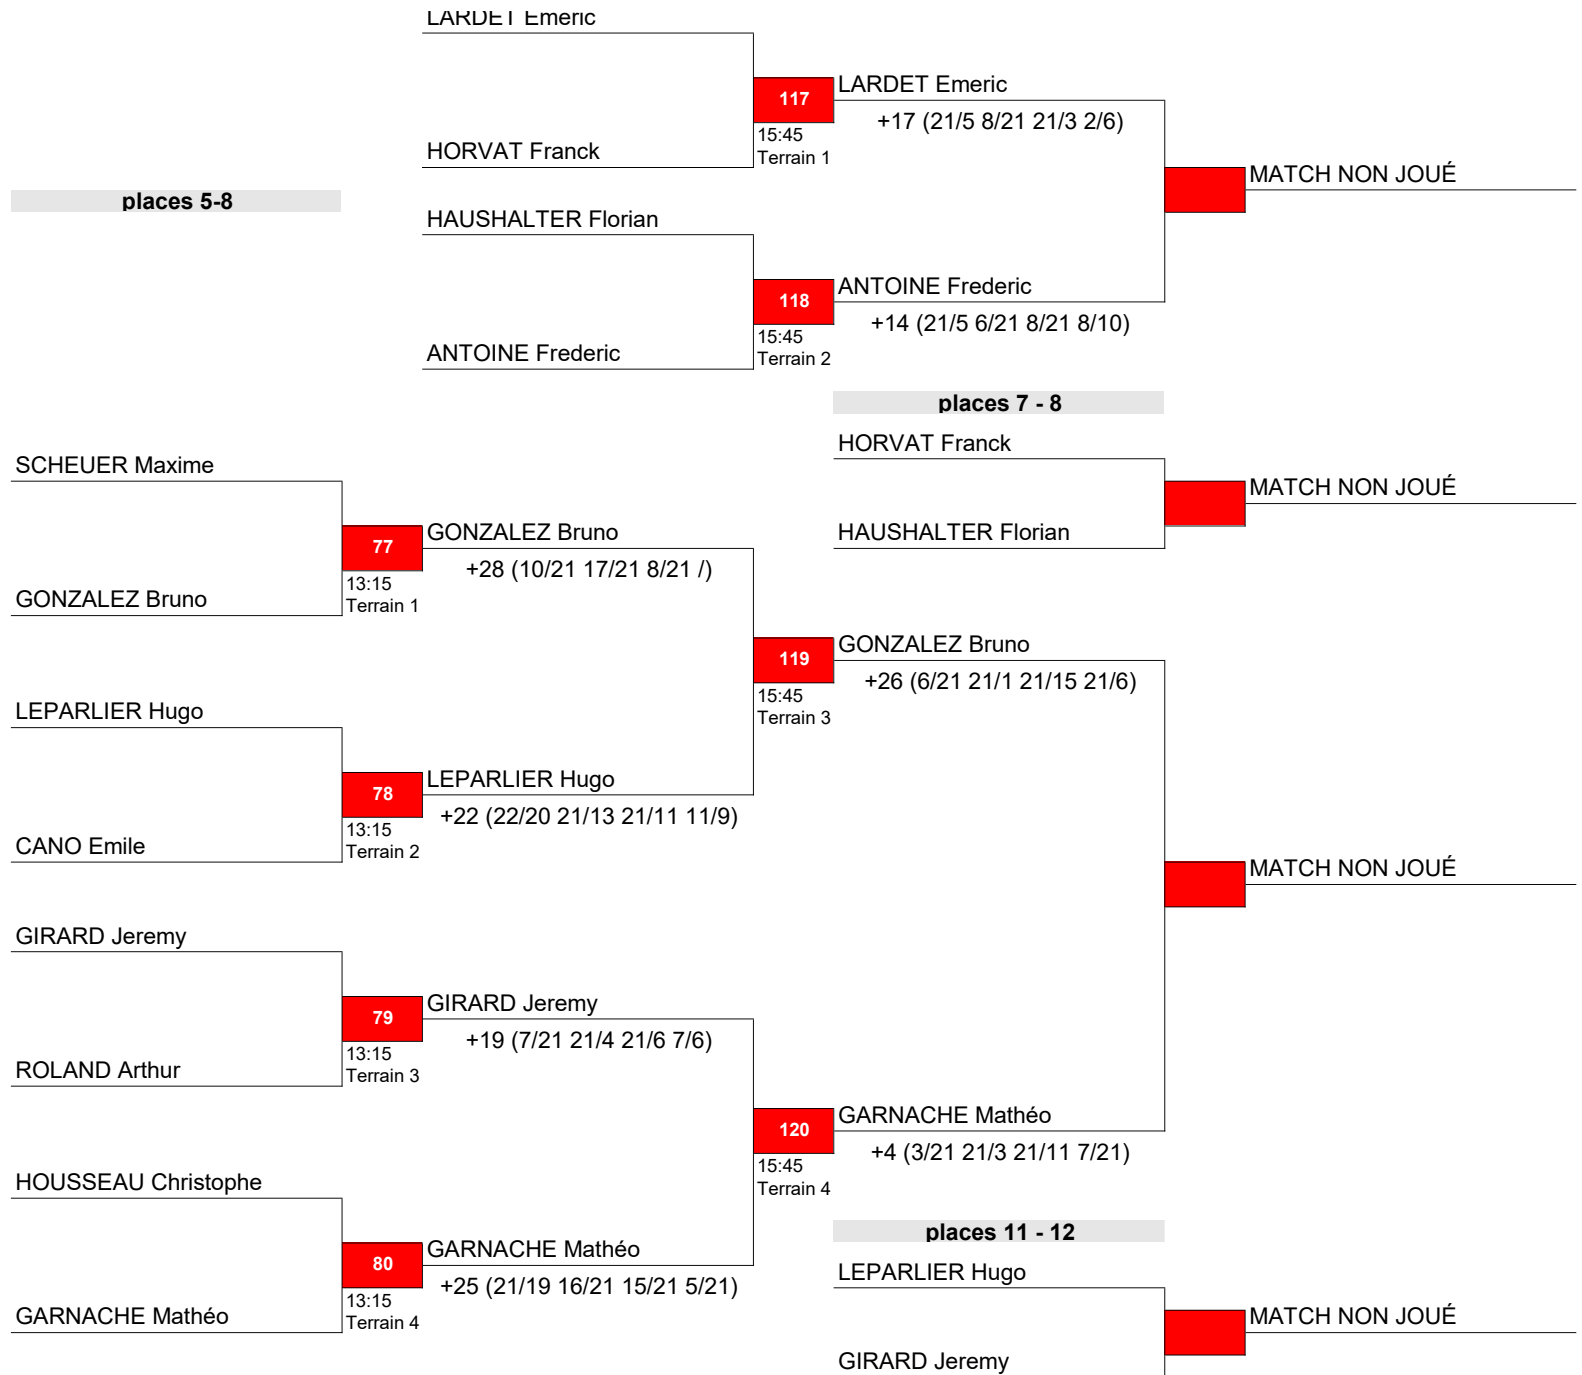 LARDET Emeric
117
LARDET Emeric
+17 (21/5 8/21 21/3 2/6)
15:45
Terrain 1
HORVAT Franck
MATCH NON JOUÉ
places 5-8
HAUSHALTER Florian
118
ANTOINE Frederic
+14 (21/5 6/21 8/21 8/10)
15:45
Terrain 2
ANTOINE Frederic
places 7 - 8
HORVAT Franck
MATCH NON JOUÉ
HAUSHALTER Florian
SCHEUER Maxime
77
GONZALEZ Bruno
+28 (10/21 17/21 8/21 /)
13:15
Terrain 1
GONZALEZ Bruno
119
GONZALEZ Bruno
+26 (6/21 21/1 21/15 21/6)
15:45
Terrain 3
LEPARLIER Hugo
78
LEPARLIER Hugo
+22 (22/20 21/13 21/11 11/9)
13:15
Terrain 2
CANO Emile
MATCH NON JOUÉ
GIRARD Jeremy
79
GIRARD Jeremy
+19 (7/21 21/4 21/6 7/6)
13:15
Terrain 3
ROLAND Arthur
120
GARNACHE Mathéo
+4 (3/21 21/3 21/11 7/21)
15:45
Terrain 4
HOUSSEAU Christophe
80
GARNACHE Mathéo
+25 (21/19 16/21 15/21 5/21)
13:15
Terrain 4
GARNACHE Mathéo
places 11 - 12
LEPARLIER Hugo
MATCH NON JOUÉ
GIRARD Jeremy